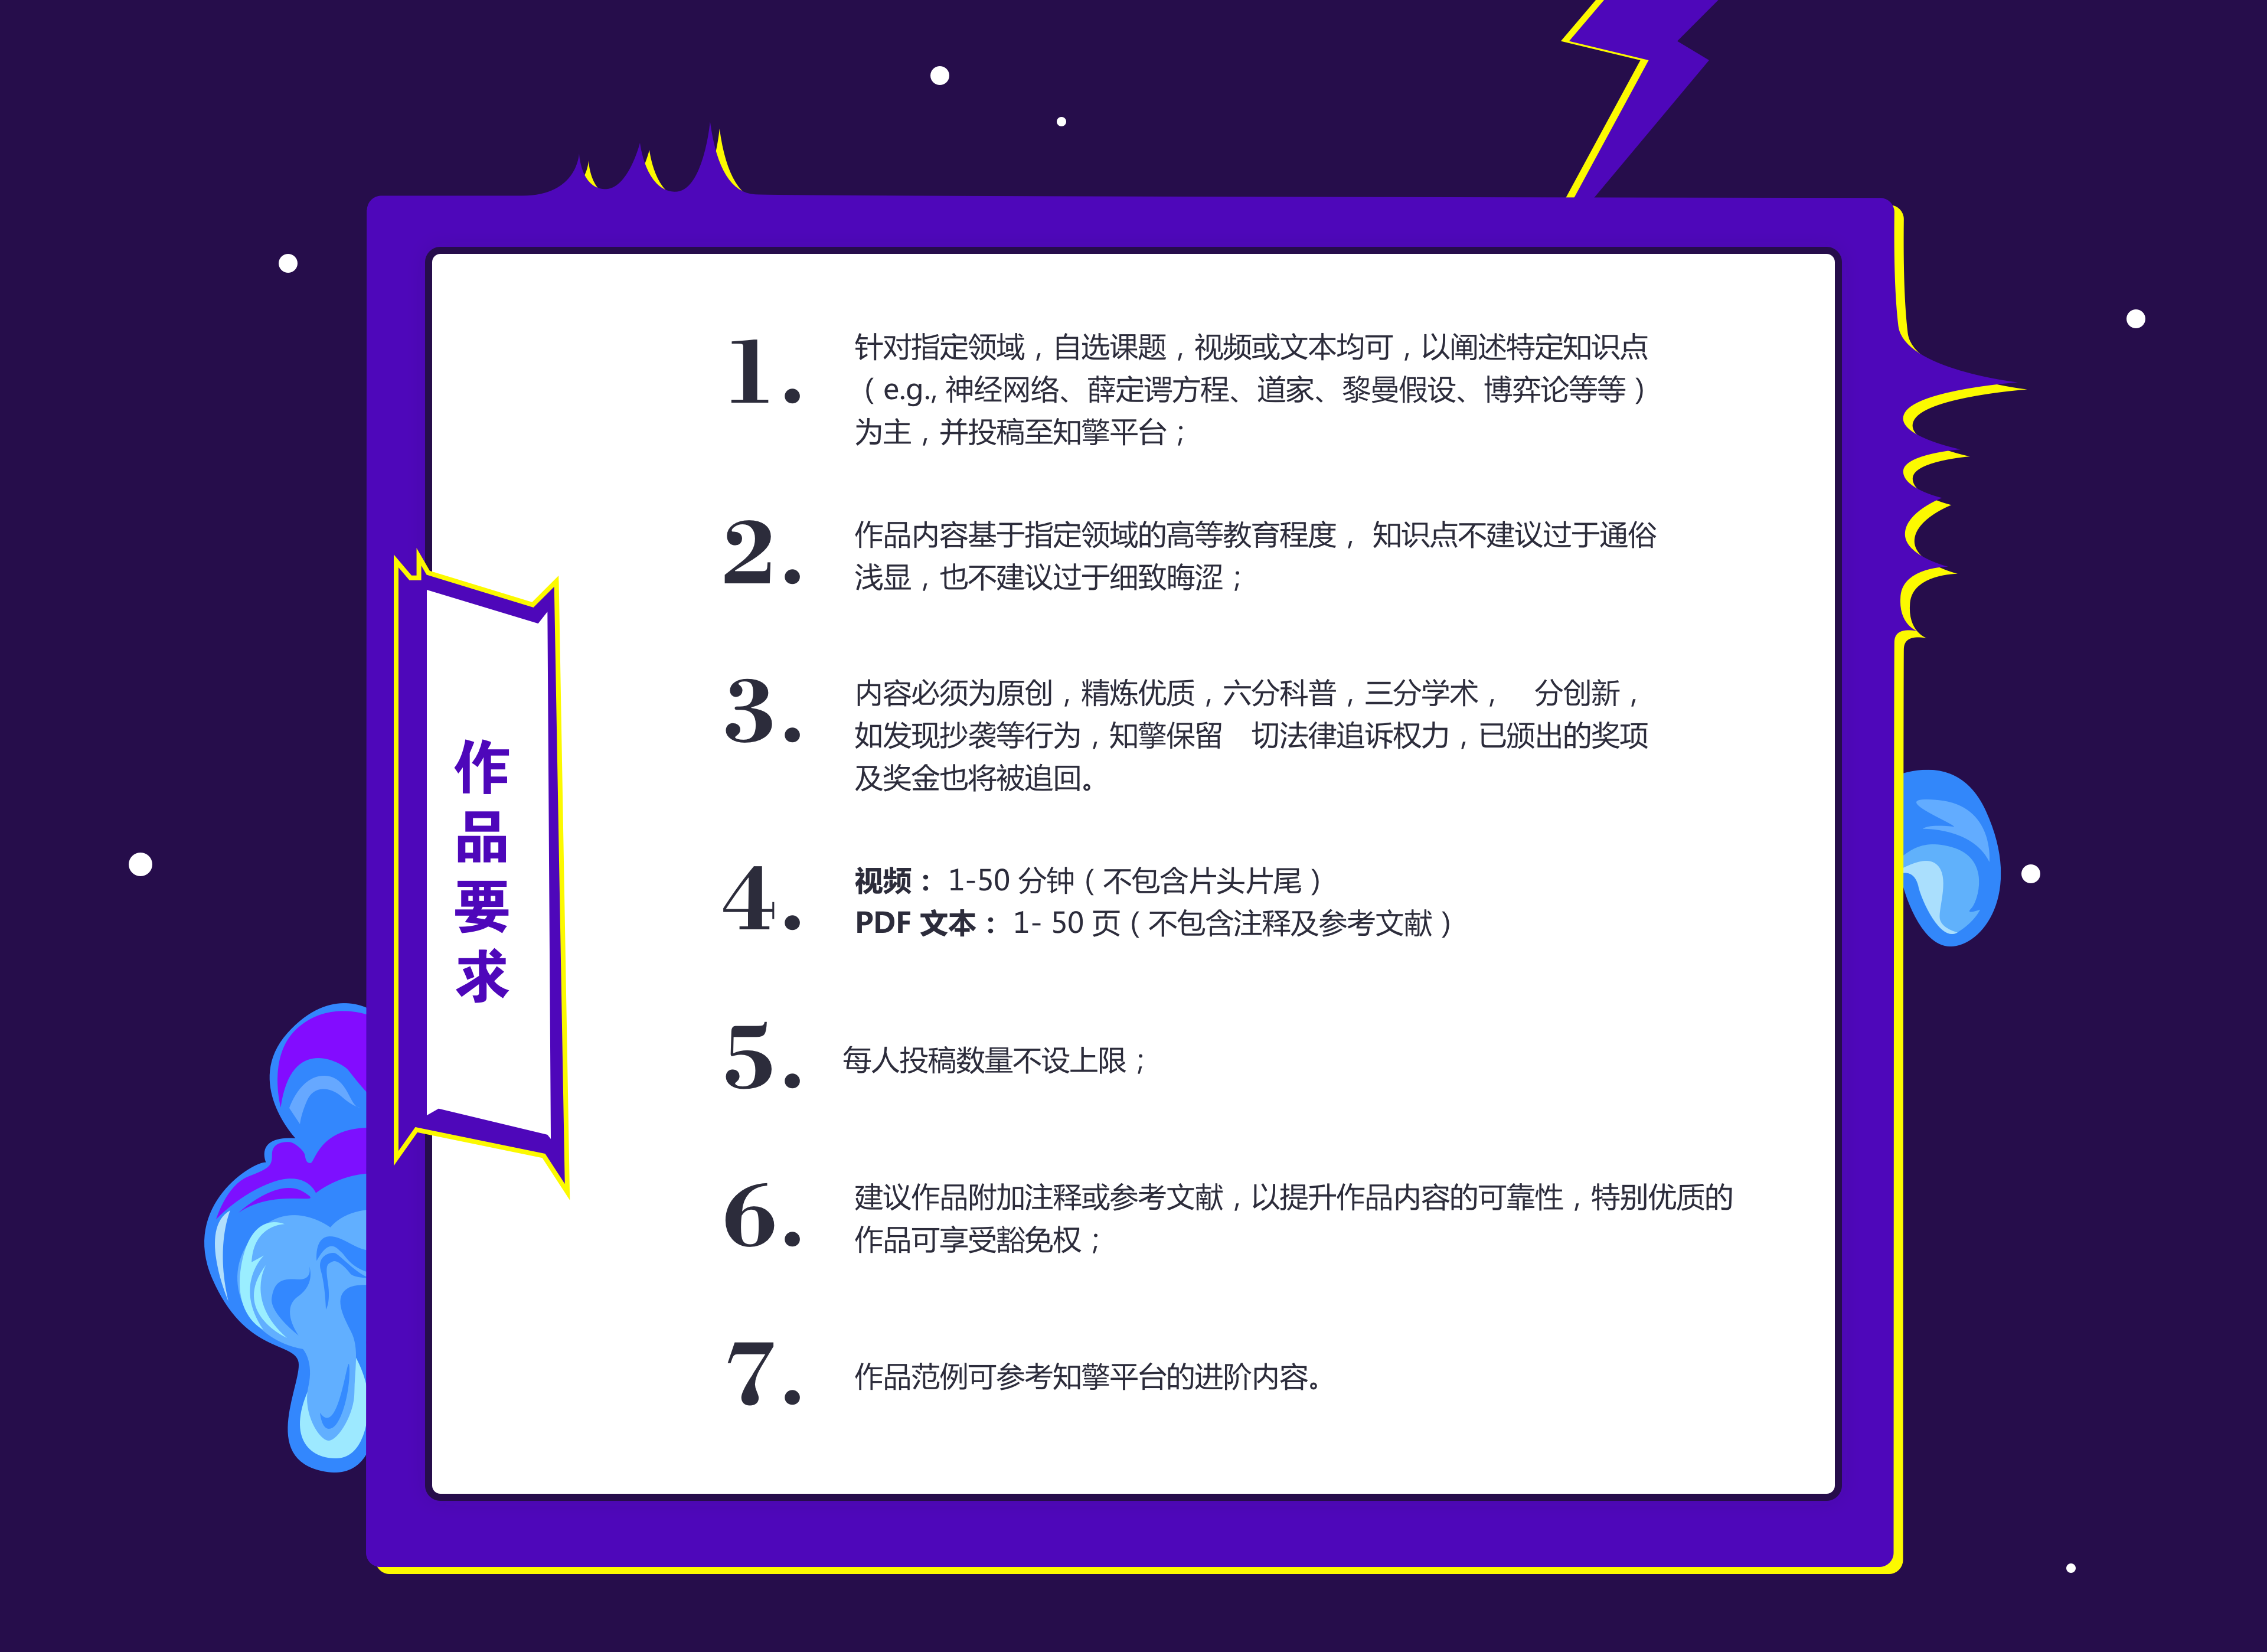 作品要求
1. 针对指定领域，自选课题，视频或文本均可，以阐述特定知识点
（e.g., 神经网络、薛定谔方程、道家、黎曼假设、博弈论等等）
为主，并投稿至知擎平台；
2. 作品内容基于指定领域的高等教育程度， 知识点不建议过于通俗
浅显，也不建议过于细致晦涩；
3. 内容必须为原创，精炼优质，六分科普，三分学术，　分创新，
如发现抄袭等行为，知擎保留　切法律追诉权力，已颁出的奖项
及奖金也将被追回。
4. 视频： 1-50 分钟（不包含片头片尾）
PDF 文本： 1- 50 页（不包含注释及参考文献）
5. 每人投稿数量不设上限；
6. 建议作品附加注释或参考文献，以提升作品内容的可靠性，特别优质的
作品可享受豁免权；
7. 作品范例可参考知擎平台的进阶内容。